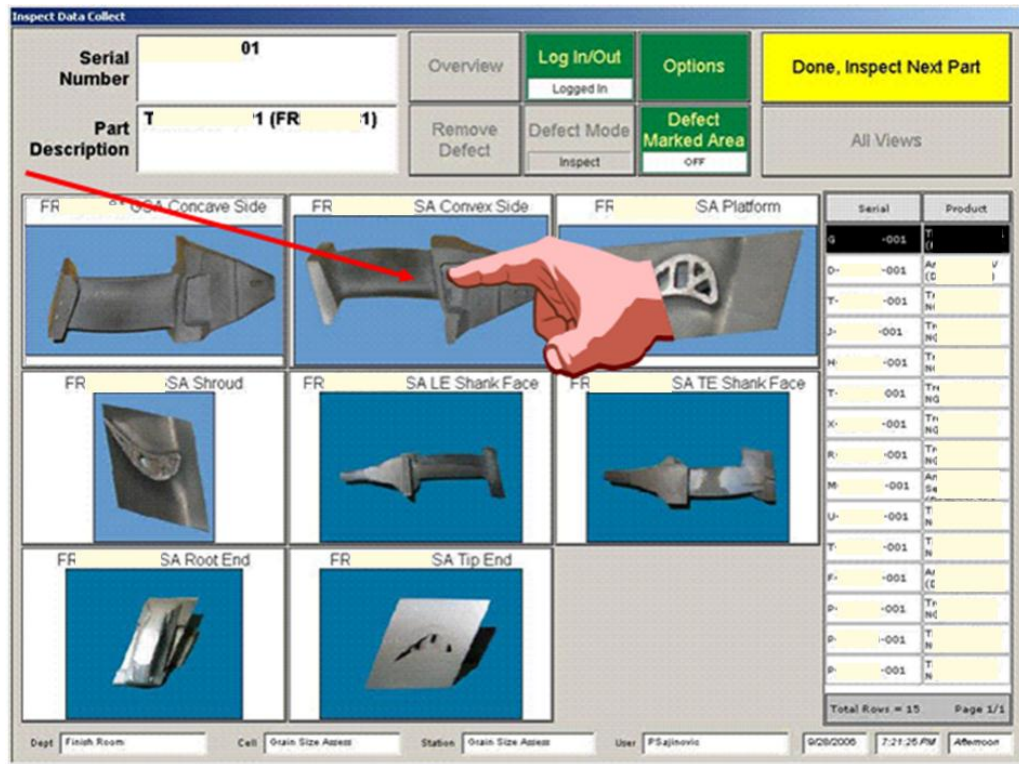 Inspect Data Collect
Serial Number
01
Overview
Log In/Out
Logged In
Options
Done, Inspect Next Part
Part Description
T 1 (FR 1)
Remove Defect
Defect Mode
Inspect
Defect Marked Area
OFF
All Views
FR SA Concave Side
FR SA Convex Side
FR SA Platform
FR SA Shroud
FR SA LE Shank Face
FR SA TE Shank Face
FR SA Root End
FR SA Tip End
Serial Product
G -001
D- -001
T- -001
J- -001
H- -001
T- 001
X- -001
R- -001
M- -001
U- -001
T- -001
F- -001
P- -001
P- -001
P- -001
Total Rows = 15 Page 1/1
Dept Finish Room Cell Grain Size Assess Station Grain Size Assess User PSajinovic 9/28/2006 7:21:25 PM Afternoon